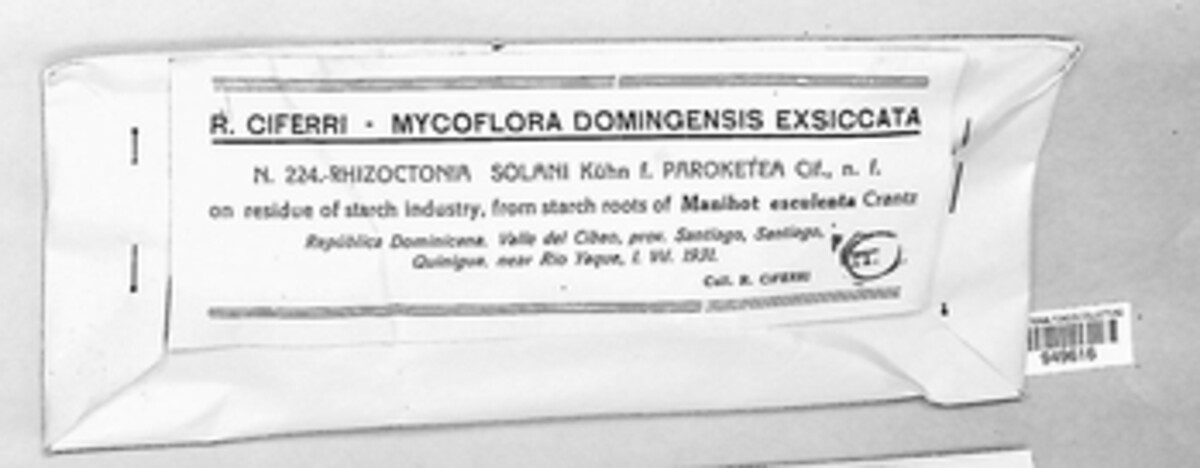 R. CIFERRI - MYCOFLORA DOMINGENSIS EXSICCATA
N. 224.-RHIZOCTONIA SOLANI Kühn f. PAROKETEA Cif., n. f.
on residue of starch industry, from starch roots of Manihot esculenta Crantz
República Dominicana. Valle del Cibao, prov. Santiago, Santiago,
Quinigua, near Rio Yaque, 1. VII. 1931.
Coll. R. CIFERRI
949616